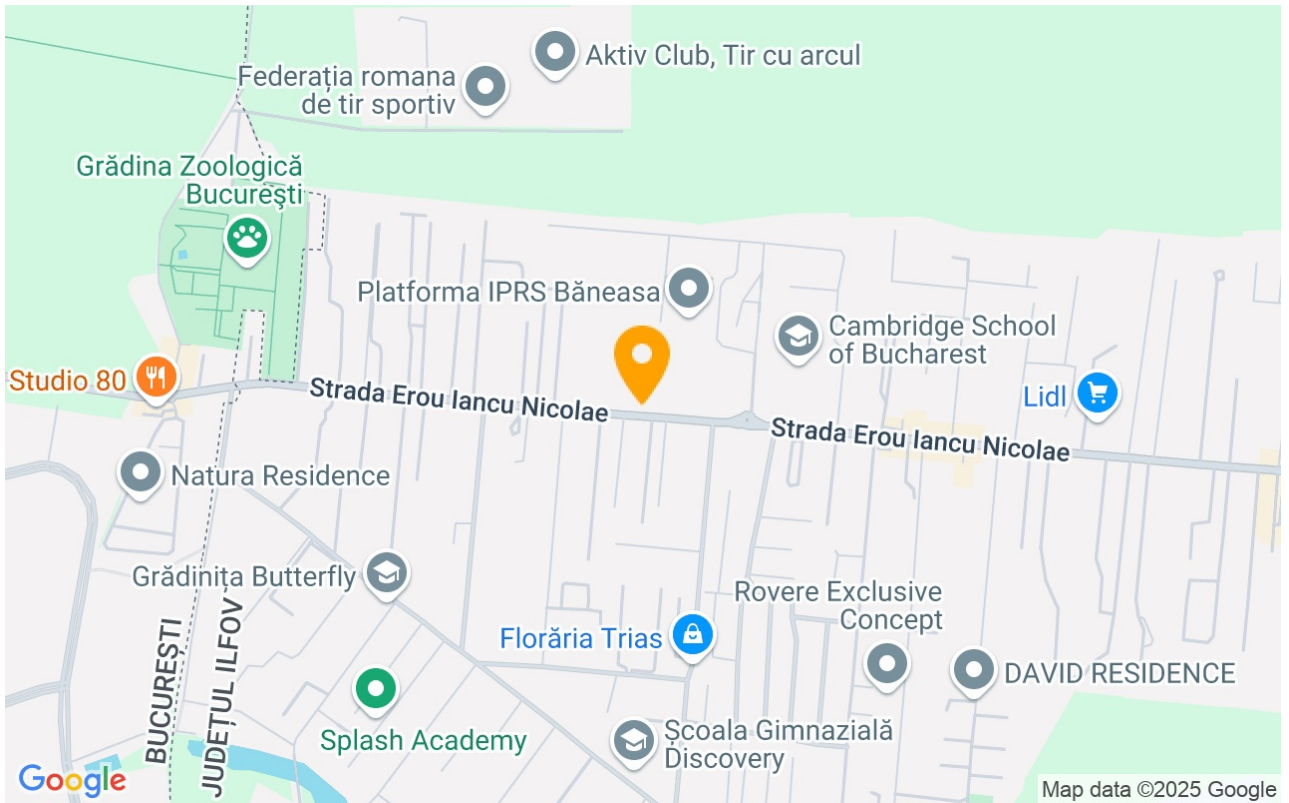 Aktiv Club, Tir cu arcul
Federația romana
de tir sportiv
Grădina Zoologică
Bucureşti
Platforma IPRS Băneasa
Cambridge School
of Bucharest
Studio 80
Strada Erou Iancu Nicolae
Lidl
Strada Erou Iancu Nicolae
Natura Residence
Grădinița Butterfly
Rovere Exclusive
Concept
BUCUREȘTI
JUDEȚUL ILFOV
Florăria Trias
DAVID RESIDENCE
Splash Academy
Școala Gimnazială
Discovery
Google
Map data ©2025 Google